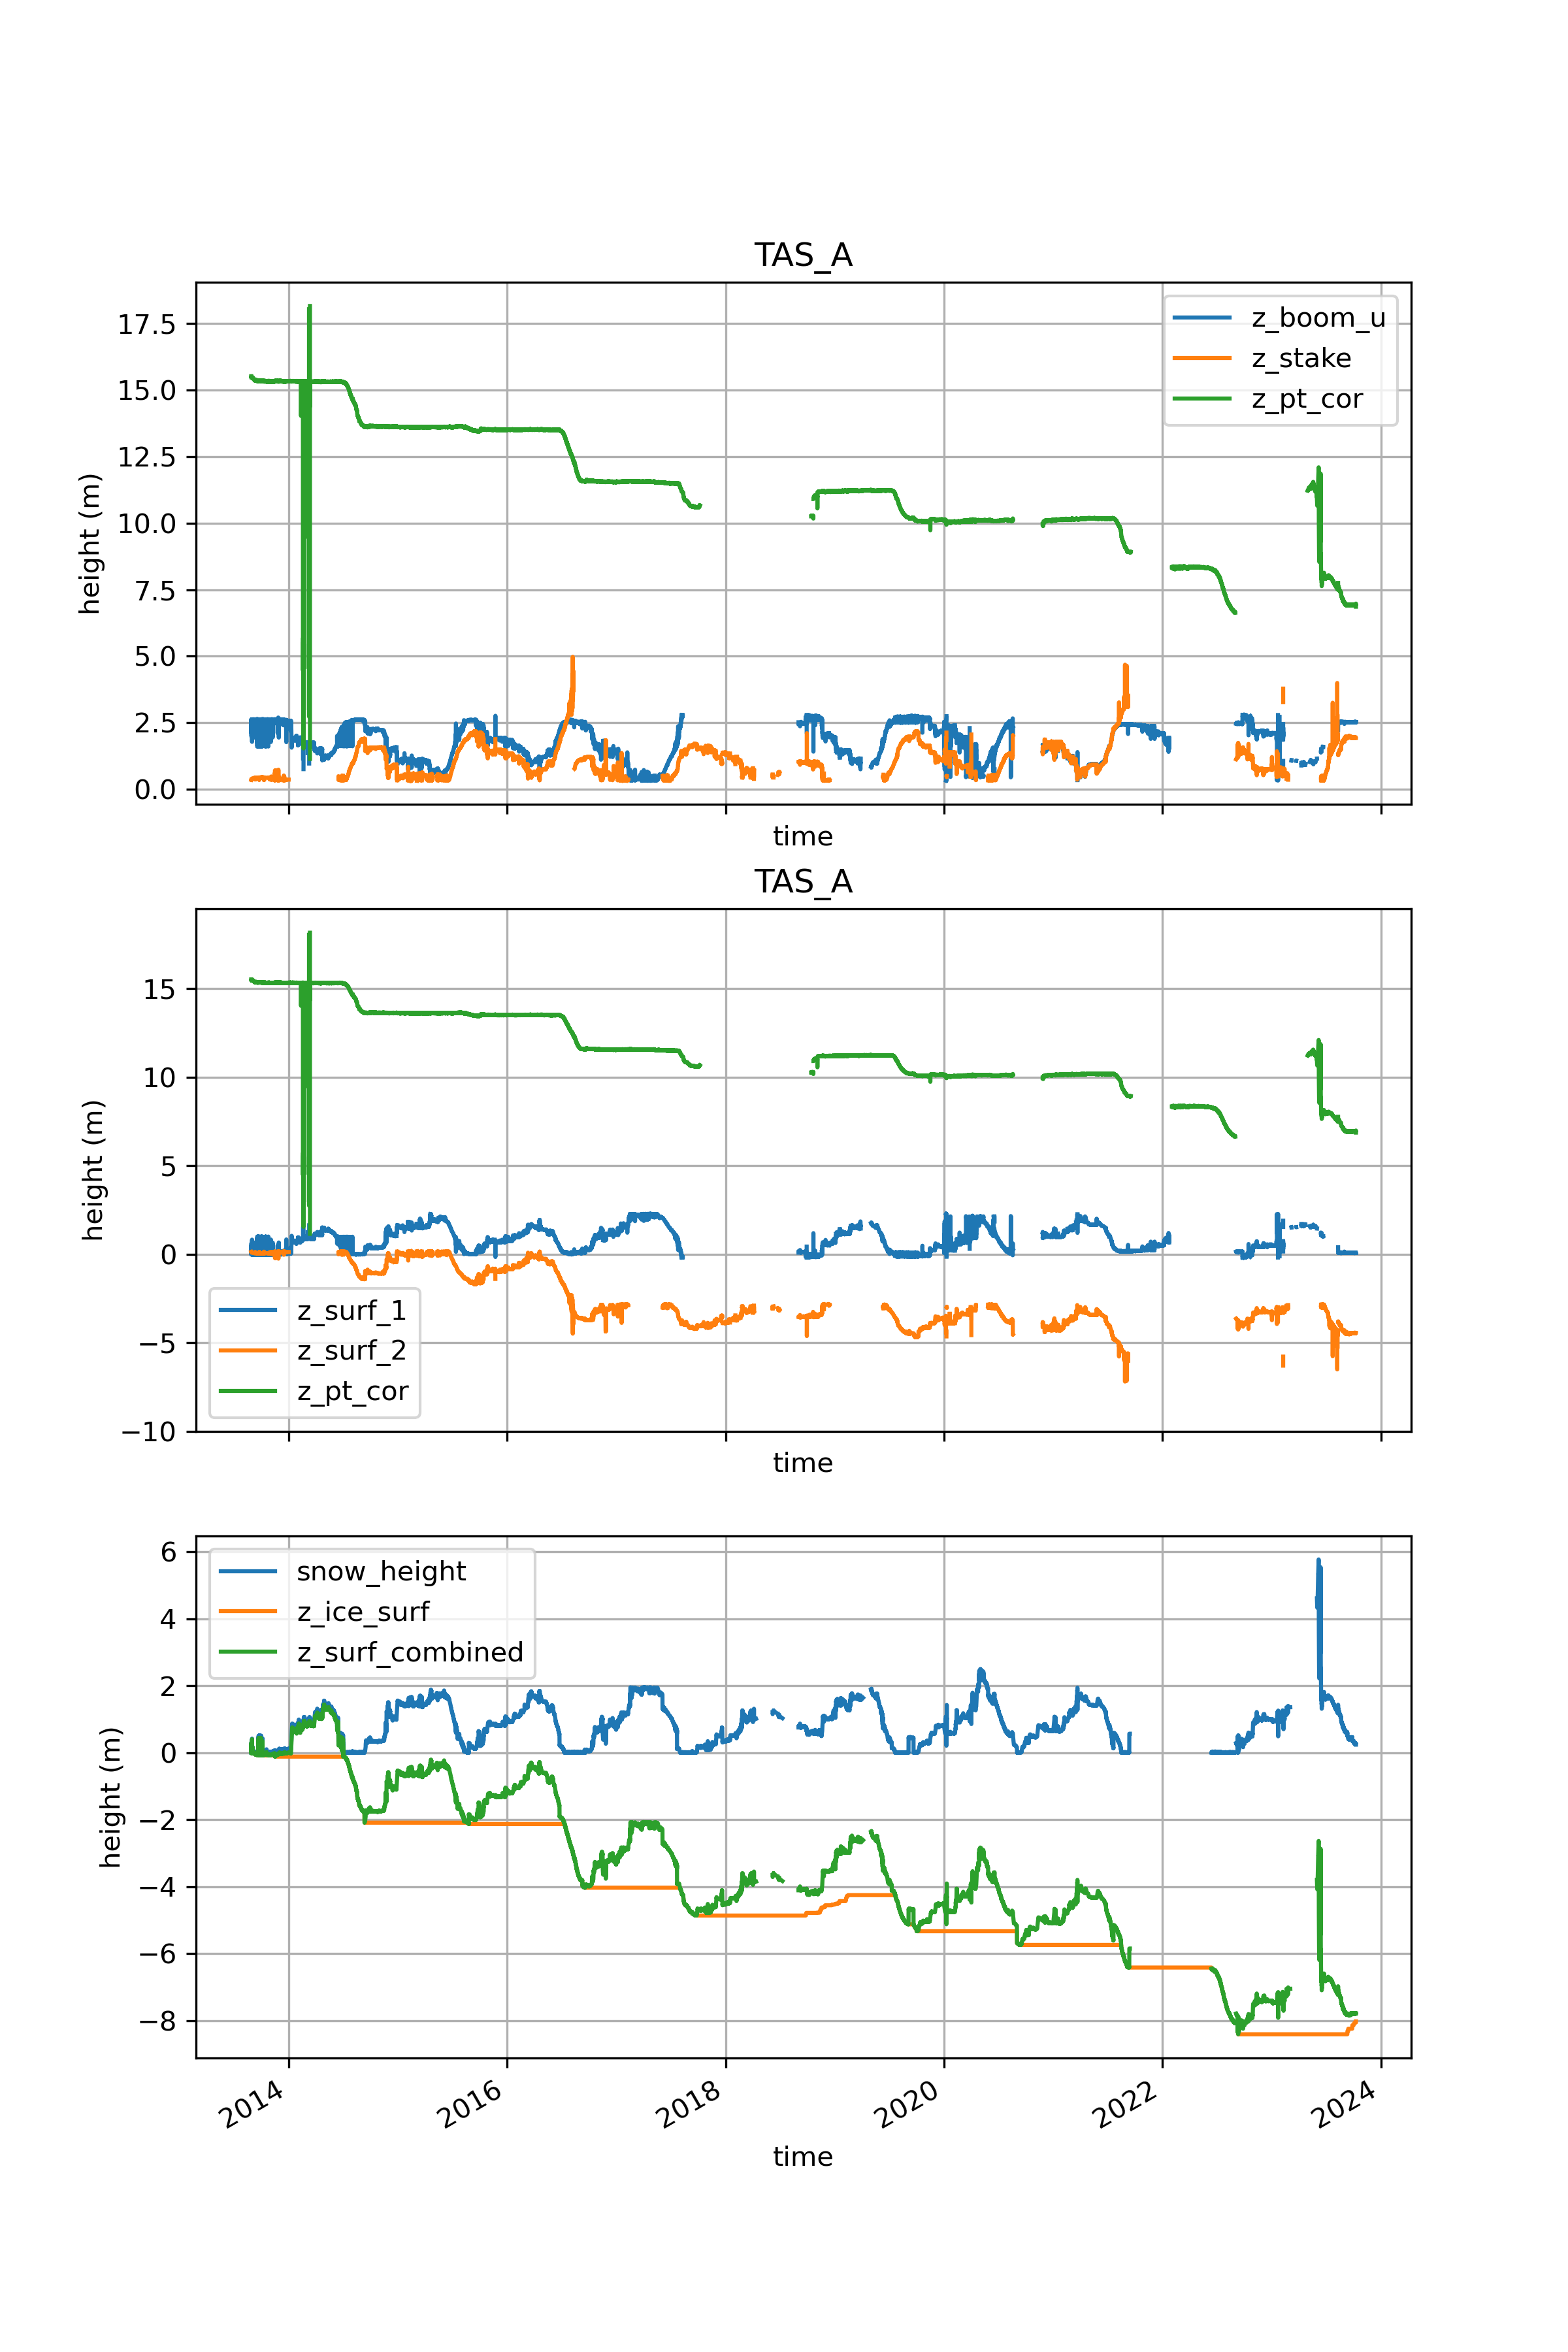 TAS_A
17.5
15.0
12.5
10.0
7.5
5.0
2.5
0.0
height (m)
z_boom_u
z_stake
z_pt_cor
time
TAS_A
15
10
5
0
−5
−10
height (m)
z_surf_1
z_surf_2
z_pt_cor
time
6
4
2
0
−2
−4
−6
−8
height (m)
snow_height
z_ice_surf
z_surf_combined
2014
2016
2018
2020
2022
2024
time